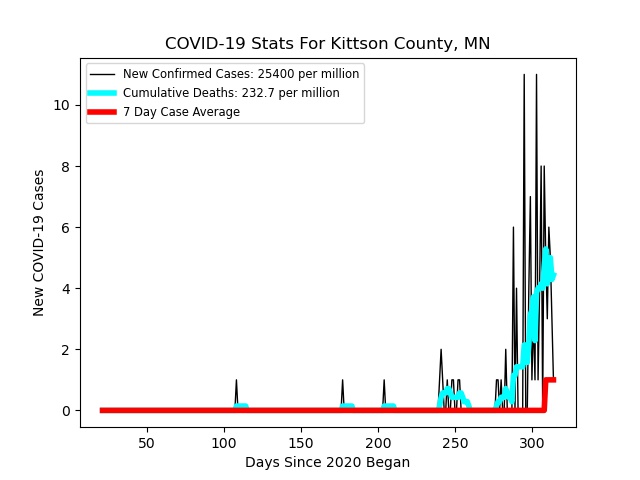 COVID-19 Stats For Kittson County, MN
New Confirmed Cases: 25400 per million
Cumulative Deaths: 232.7 per million
7 Day Case Average
New COVID-19 Cases
10
8
6
4
2
0
50
100
150
200
250
300
Days Since 2020 Began